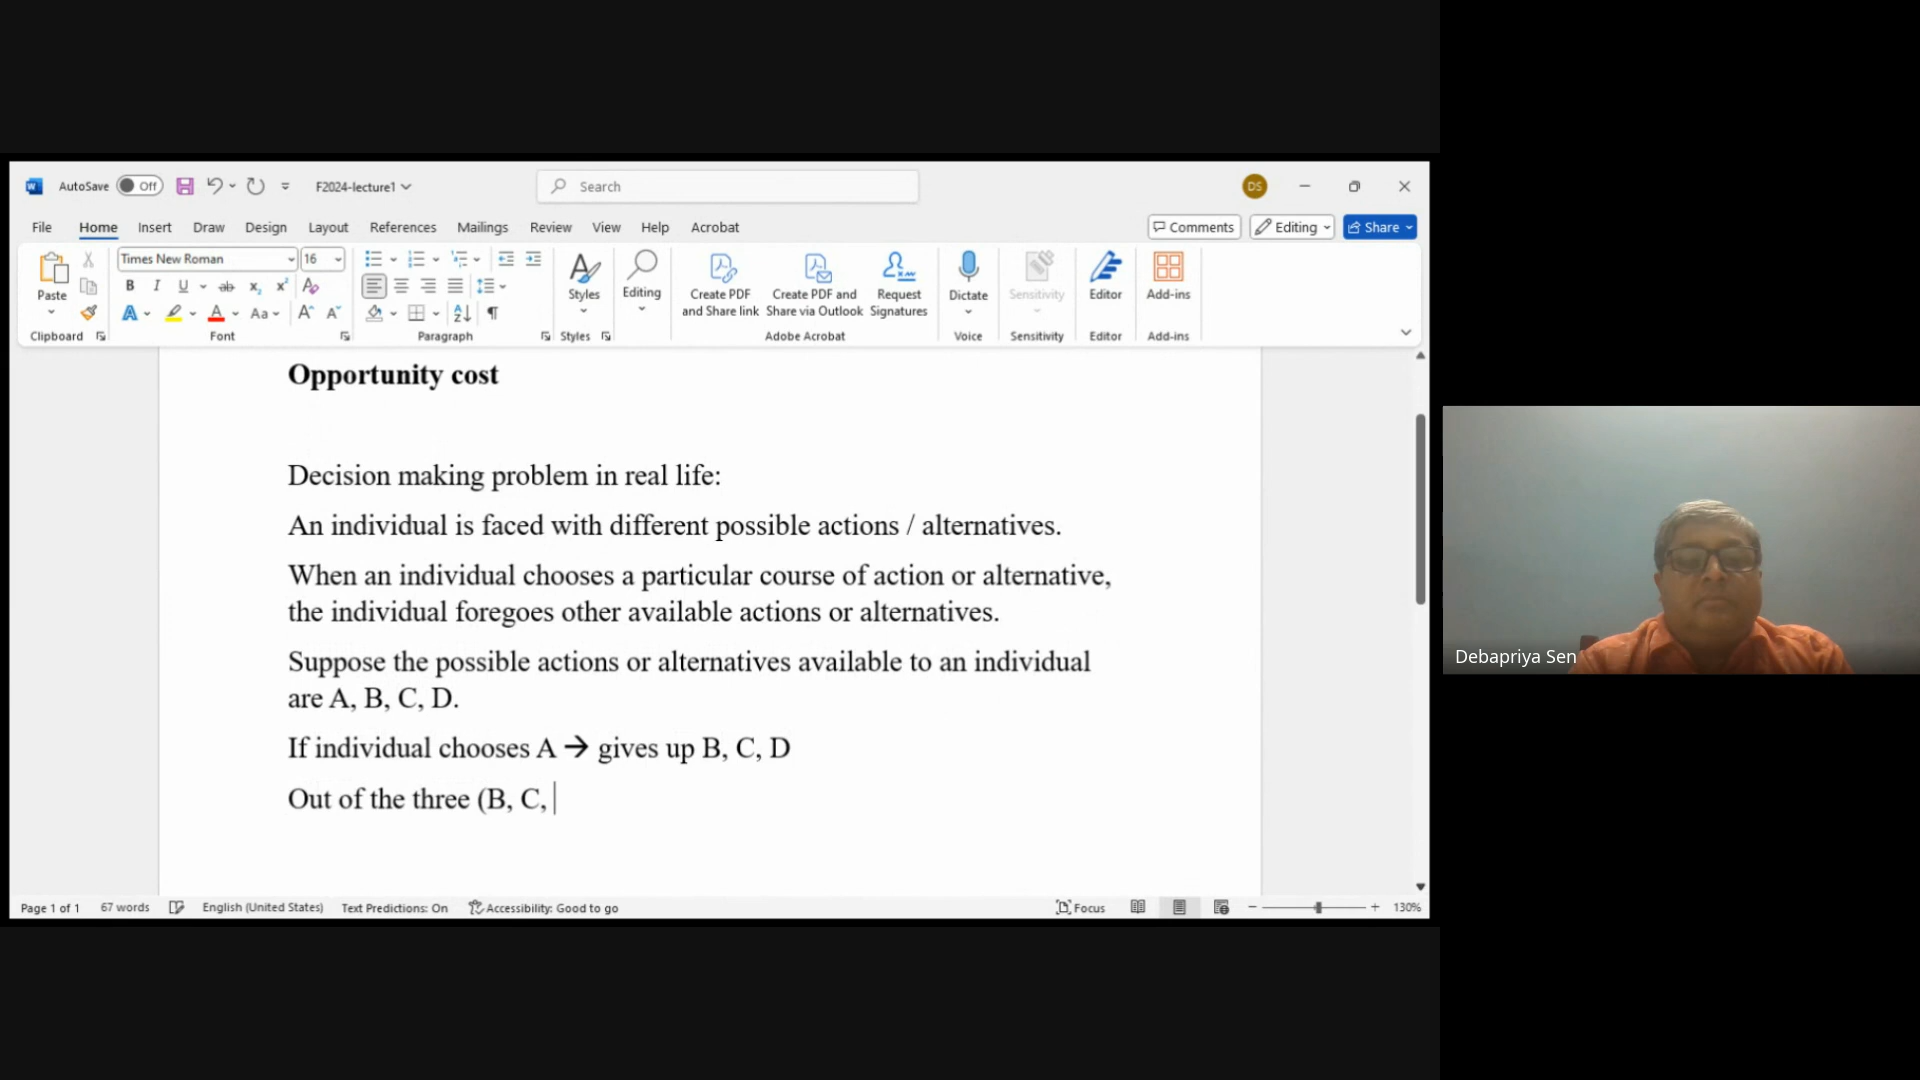 AutoSave Off F2024-lecture1 Search DS
File Home Insert Draw Design Layout References Mailings Review View Help Acrobat Comments Editing Share
Times New Roman 16
Paste
B I U ab x₂ x² A
A A Aa A A
Styles
Editing
Create PDF and Share link
Create PDF and Share via Outlook
Request Signatures
Dictate
Sensitivity
Editor
Add-ins
Clipboard Font Paragraph Styles Adobe Acrobat Voice Sensitivity Editor Add-ins
Opportunity cost
Decision making problem in real life:
An individual is faced with different possible actions / alternatives.
When an individual chooses a particular course of action or alternative,
the individual foregoes other available actions or alternatives.
Suppose the possible actions or alternatives available to an individual
are A, B, C, D.
If individual chooses A → gives up B, C, D
Out of the three (B, C,
Debapriya Sen
Page 1 of 1 67 words English (United States) Text Predictions: On Accessibility: Good to go Focus 130%